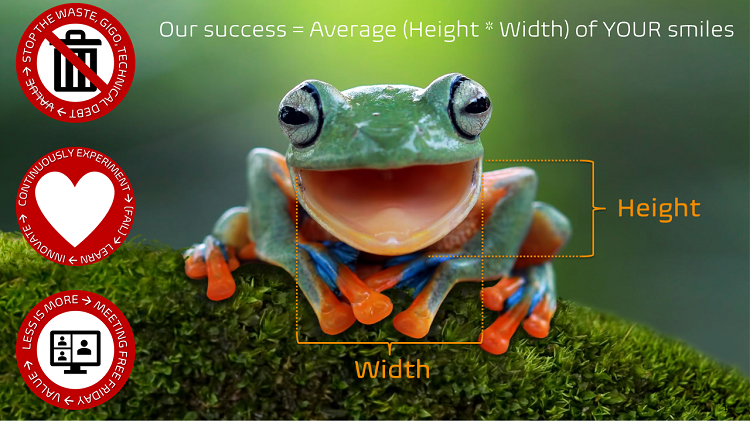 Our success = Average (Height * Width) of YOUR smiles
STOP THE WASTE, GIGO, TECHNICAL DEBT → VALUE →
CONTINUOUSLY EXPERIMENT → (FAIL) → LEARN → INNOVATE →
LESS IS MORE → MEETING FREE FRIDAY → VALUE →
Height
Width